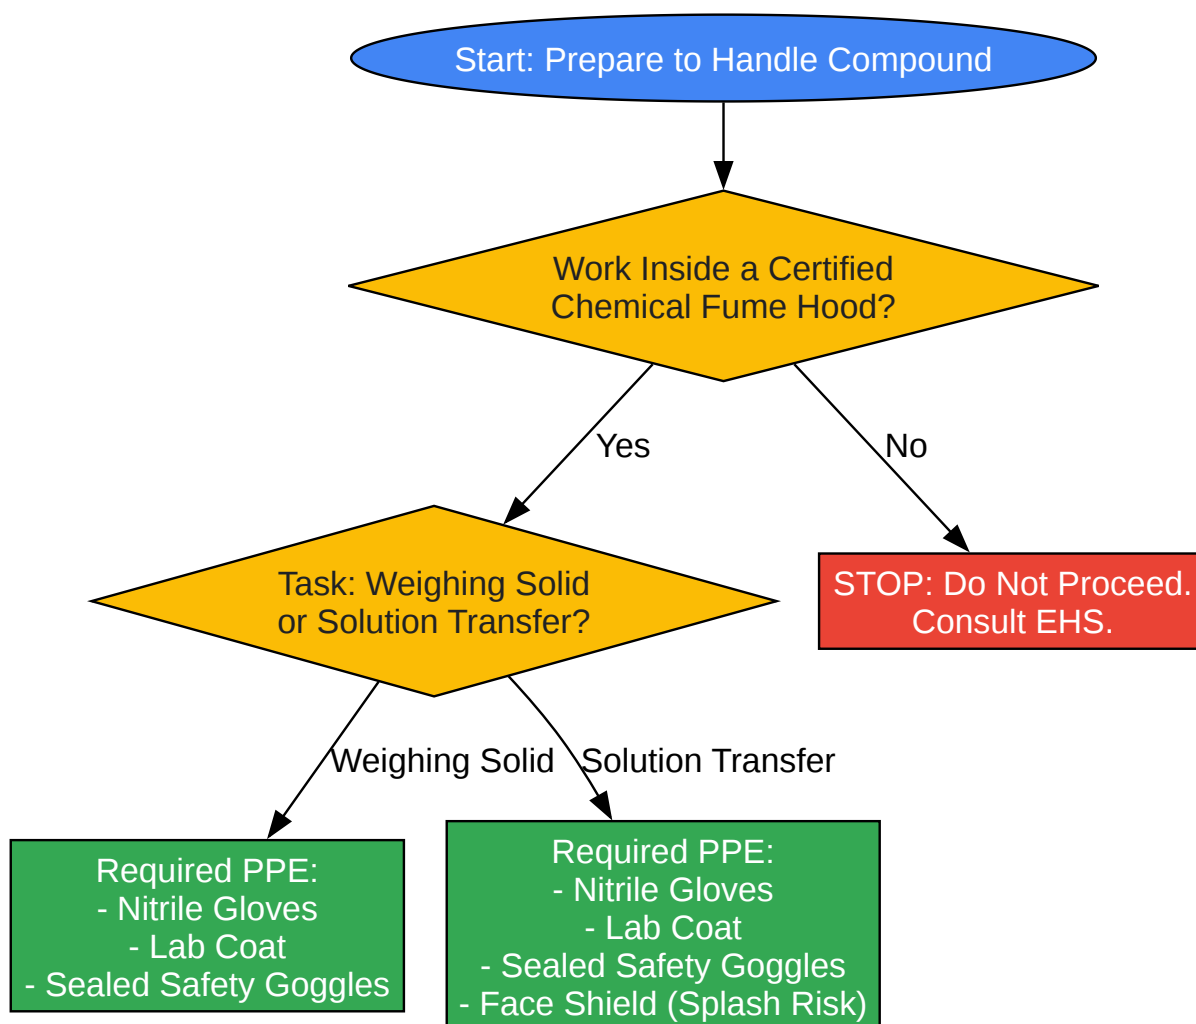 Start: Prepare to Handle Compound
Work Inside a Certified
Chemical Fume Hood?
Yes
No
Task: Weighing Solid
or Solution Transfer?
STOP: Do Not Proceed.
Consult EHS.
Weighing Solid
Solution Transfer
Required PPE:
- Nitrile Gloves
- Lab Coat
- Sealed Safety Goggles
Required PPE:
- Nitrile Gloves
- Lab Coat
- Sealed Safety Goggles
- Face Shield (Splash Risk)